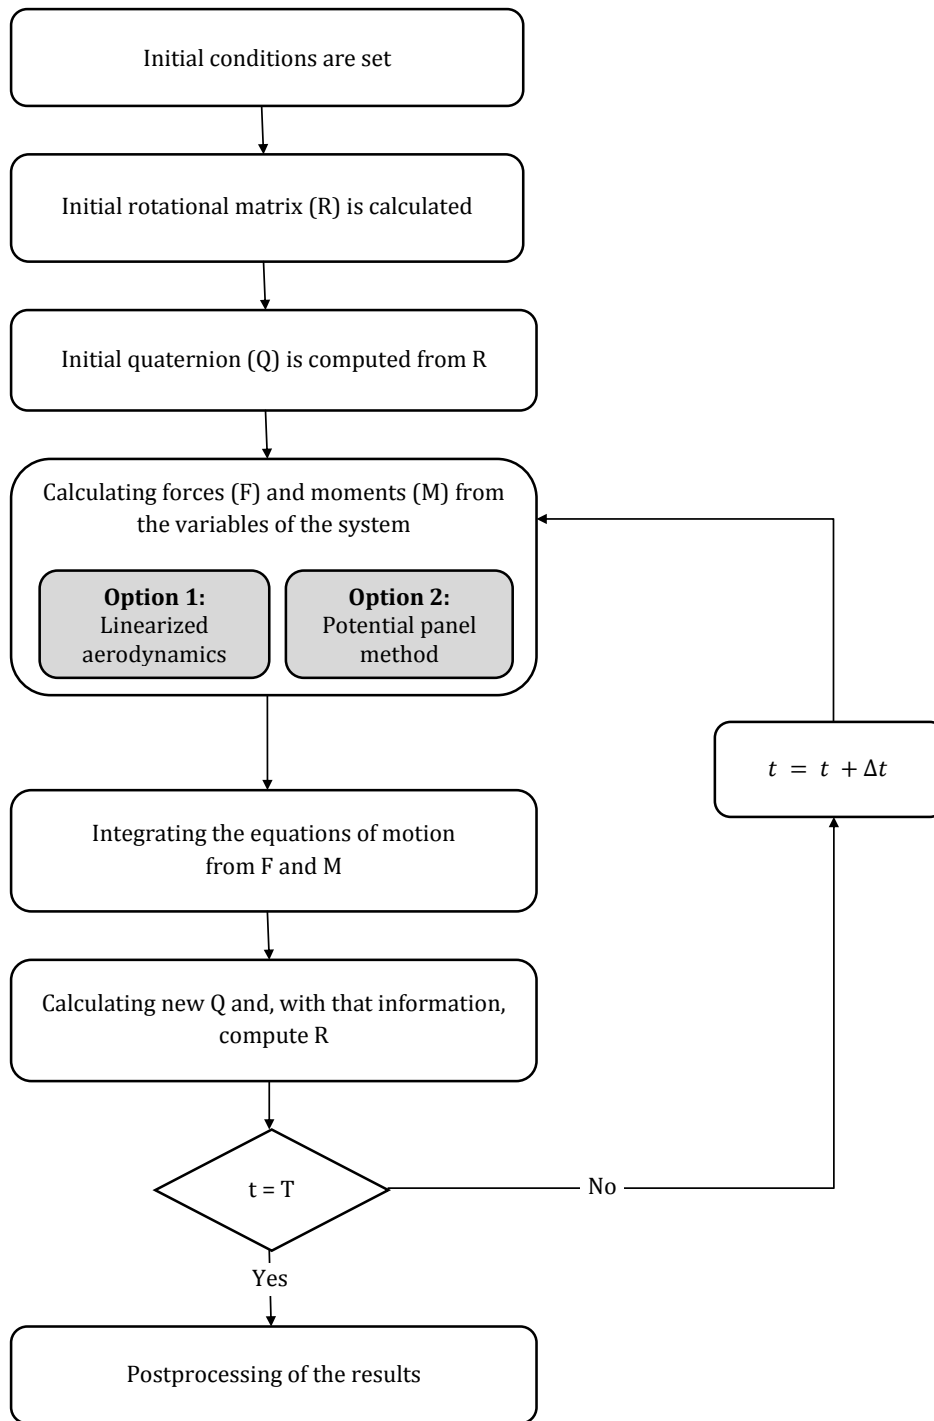 Initial conditions are set
Initial rotational matrix (R) is calculated
Initial quaternion (Q) is computed from R
Calculating forces (F) and moments (M) from
the variables of the system
Option 1:
Linearized
aerodynamics
Option 2:
Potential panel
method
t = t + Δt
Integrating the equations of motion
from F and M
Calculating new Q and, with that information,
compute R
t = T
No
Yes
Postprocessing of the results